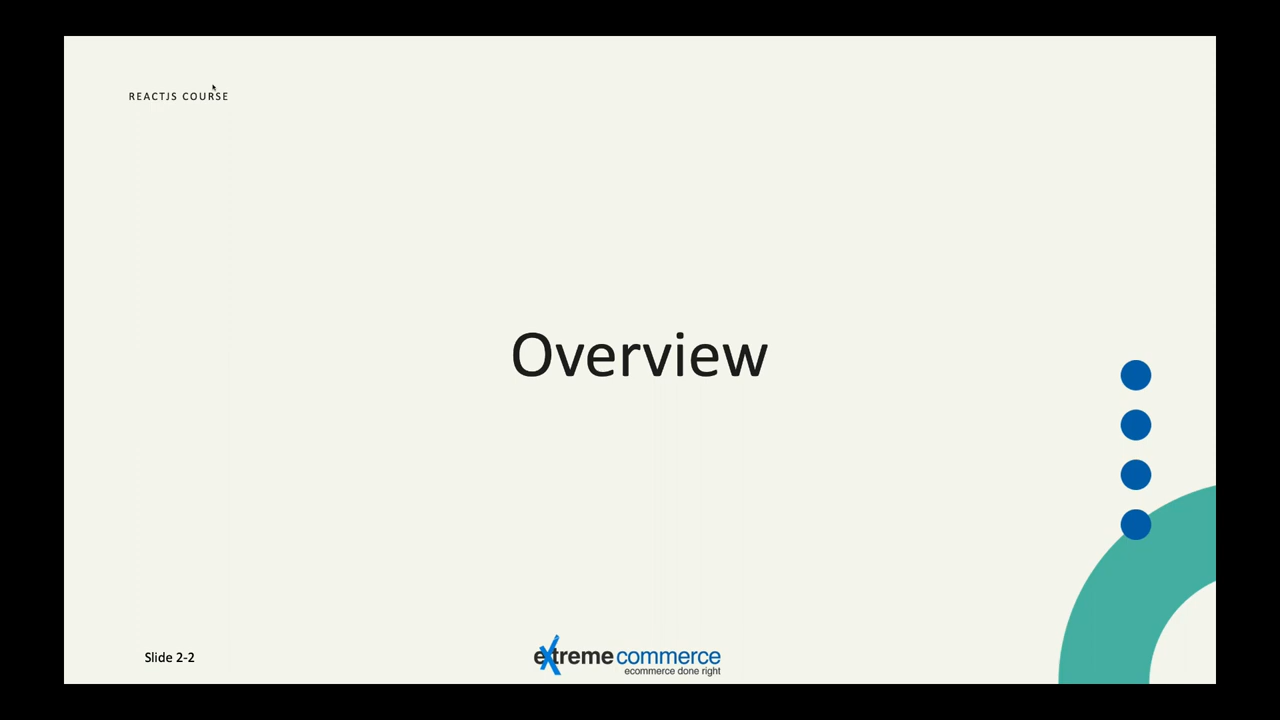 REACTJS COURSE
Overview
Slide 2-2
extreme commerce
ecommerce done right